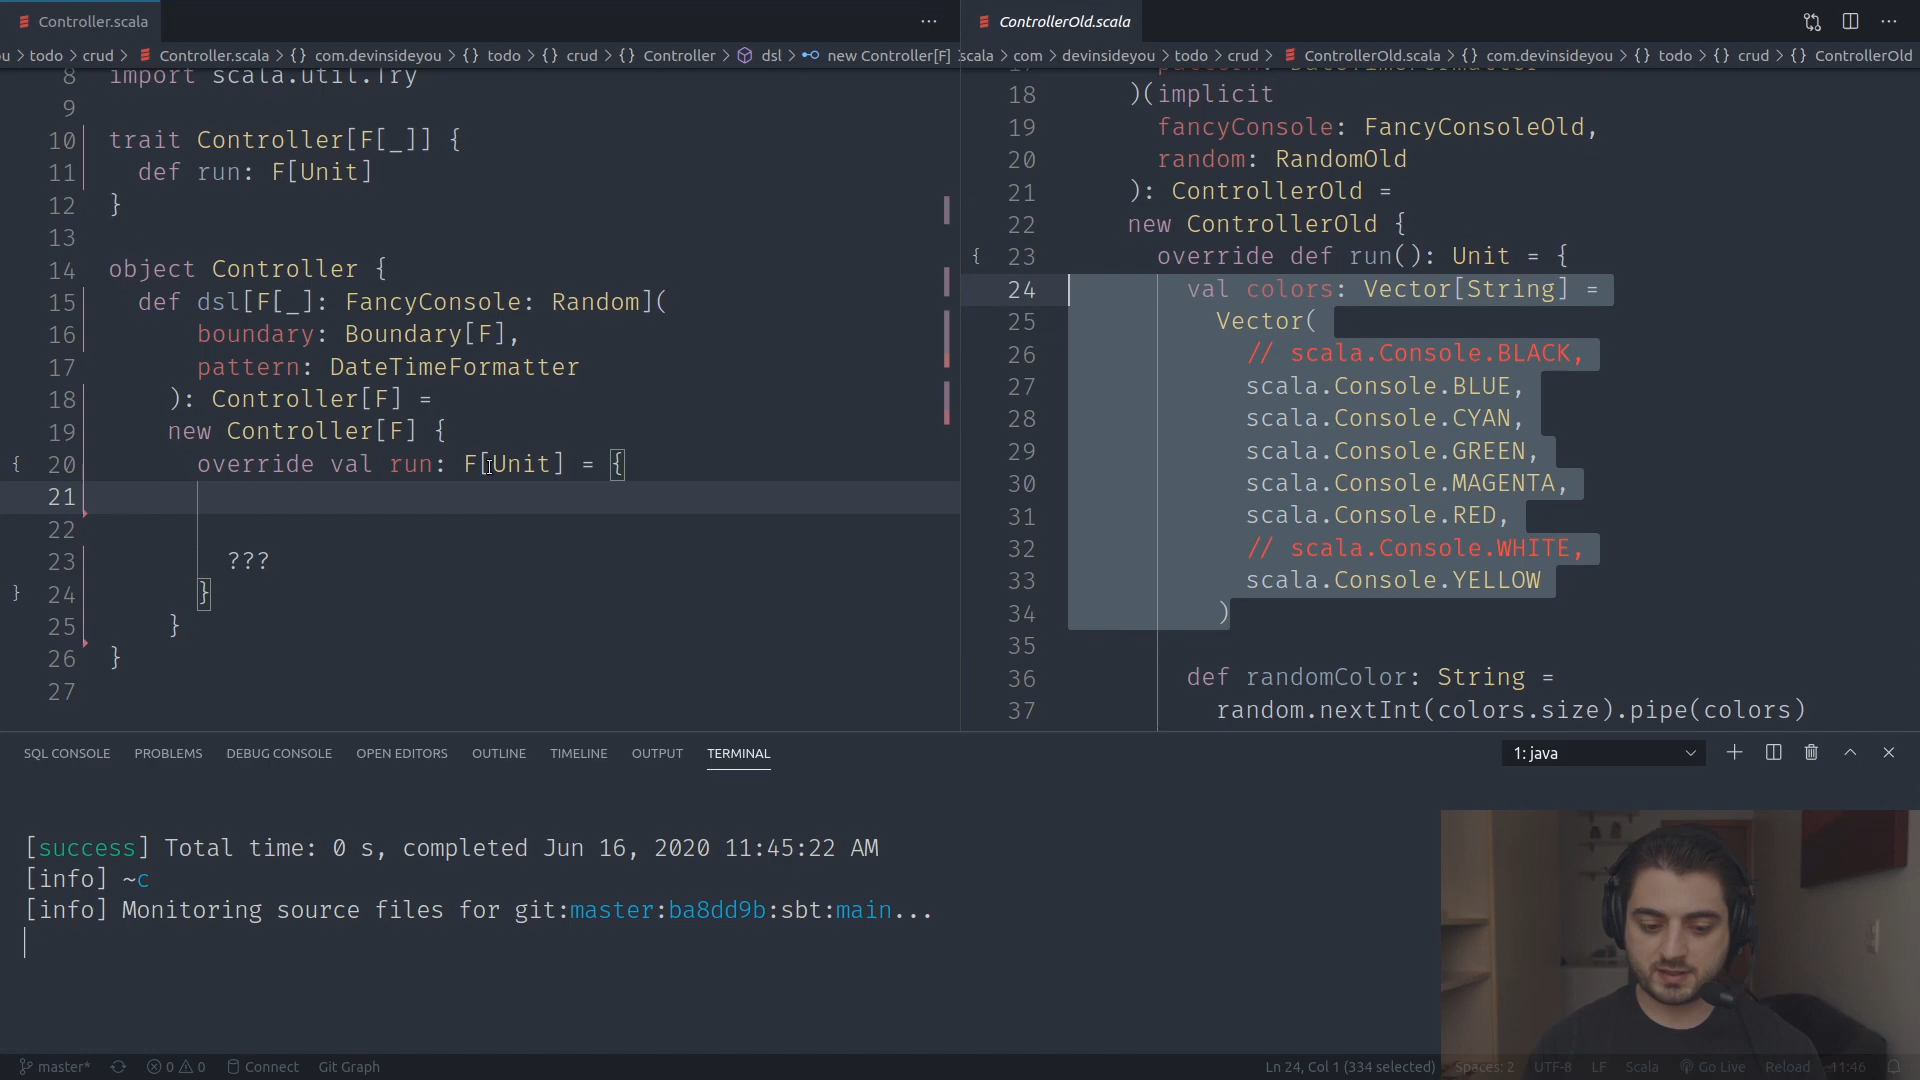 Controller.scala
ControllerOld.scala
u > todo > crud > Controller.scala > {} com.devinsideyou > {} todo > {} crud > {} Controller > dsl > new Controller[F]
scala > com > devinsideyou > todo > crud > ControllerOld.scala > {} com.devinsideyou > {} todo > {} crud > {} ControllerOld
8 import scala.util.Try
9
10 trait Controller[F[_]] {
11 def run: F[Unit]
12 }
13
14 object Controller {
15 def dsl[F[_]: FancyConsole: Random](
16 boundary: Boundary[F],
17 pattern: DateTimeFormatter
18 ): Controller[F] =
19 new Controller[F] {
20 override val run: F[Unit] = {
21
22
23 ???
24 }
25 }
26 }
27
17 pattern: DateTimeFormatter
18 )(implicit
19 fancyConsole: FancyConsoleOld,
20 random: RandomOld
21 ): ControllerOld =
22 new ControllerOld {
23 override def run(): Unit = {
24 val colors: Vector[String] =
25 Vector(
26 // scala.Console.BLACK,
27 scala.Console.BLUE,
28 scala.Console.CYAN,
29 scala.Console.GREEN,
30 scala.Console.MAGENTA,
31 scala.Console.RED,
32 // scala.Console.WHITE,
33 scala.Console.YELLOW
34 )
35
36 def randomColor: String =
37 random.nextInt(colors.size).pipe(colors)
SQL CONSOLE PROBLEMS DEBUG CONSOLE OPEN EDITORS OUTLINE TIMELINE OUTPUT TERMINAL 1: java
[success] Total time: 0 s, completed Jun 16, 2020 11:45:22 AM
[info] ~c
[info] Monitoring source files for git:master:ba8dd9b:sbt:main...
master* 0 0 Connect Git Graph Ln 24, Col 1 (334 selected) Spaces: 2 UTF-8 LF Scala Go Live Reload 11:46